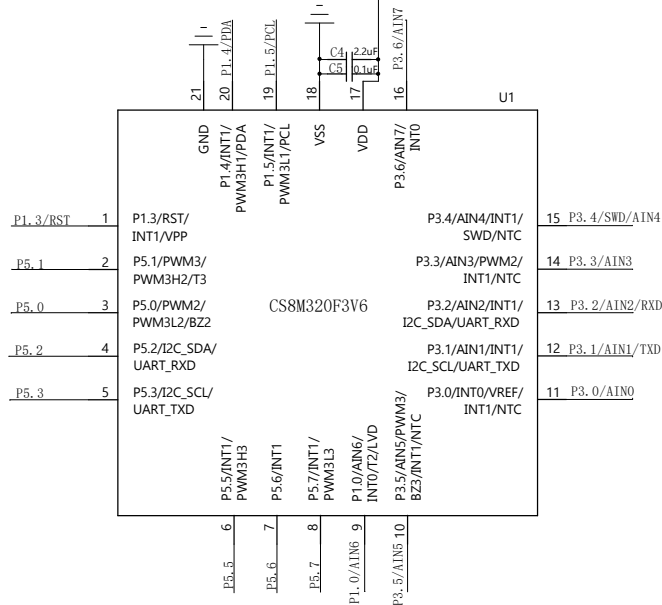 P1.4/PDA
P1.5/PCL
P3.6/AIN7
C4
2.2uF
C5
0.1uF
21
20
19
18
17
16
U1
GND
P1.4/INT1/
PWM3H1/PDA
P1.5/INT1/
PWM3L1/PCL
VSS
VDD
P3.6/AIN7/
INT0
P1.3/RST
1
P1.3/RST/
INT1/VPP
P5.1
2
P5.1/PWM3/
PWM3H2/T3
P5.0
3
P5.0/PWM2/
PWM3L2/BZ2
P5.2
4
P5.2/I2C_SDA/
UART_RXD
P5.3
5
P5.3/I2C_SCL/
UART_TXD
CS8M320F3V6
P3.4/AIN4/INT1/
SWD/NTC
15
P3.4/SWD/AIN4
P3.3/AIN3/PWM2/
INT1/NTC
14
P3.3/AIN3
P3.2/AIN2/INT1/
I2C_SDA/UART_RXD
13
P3.2/AIN2/RXD
P3.1/AIN1/INT1/
I2C_SCL/UART_TXD
12
P3.1/AIN1/TXD
P3.0/INT0/VREF/
INT1/NTC
11
P3.0/AIN0
P5.5/INT1/
PWM3H3
P5.6/INT1
P5.7/INT1/
PWM3L3
P1.0/AIN6/
INT0/T2/LVD
P3.5/AIN5/PWM3/
BZ3/INT1/NTC
6
7
8
9
10
P5.5
P5.6
P5.7
P1.0/AIN6
P3.5/AIN5